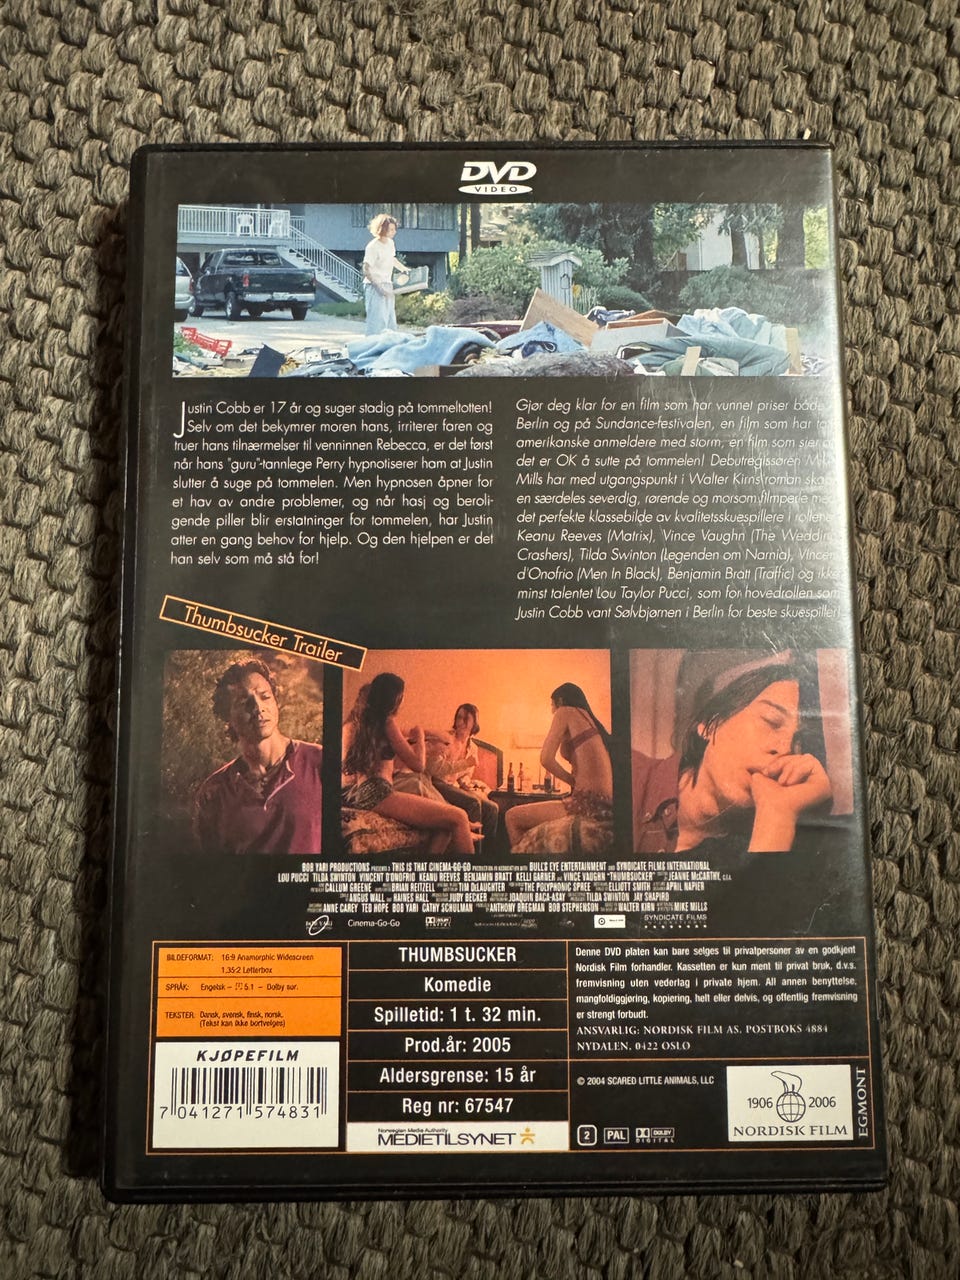 DVD
VIDEO
Justin Cobb er 17 år og suger stadig på tommeltotten!
Selv om det bekymrer moren hans, irriterer faren og
truer hans tilnærmelser til venninnen Rebecca, er det først
når hans "guru"-tannlege Perry hypnotiserer ham at Justin
slutter å suge på tommelen. Men hypnosen åpner for
et hav av andre problemer, og når hasj og beroli-
gende piller blir erstatninger for tommelen, har Justin
atter en gang behov for hjelp. Og den hjelpen er det
han selv som må stå for!
Gjør deg klar for en film som har vunnet priser både
Berlin og på Sundance-festivalen, en film som har
amerikanske anmeldere med storm, en film som sier
det er OK å sutte på tommelen! Debutregissøren
Mills har med utgangspunkt i Walter Kirns roman
en særdeles severdig, rørende og morsom filmperle
det perfekte klassebilde av kvalitetsskuespillere i
Keanu Reeves (Matrix), Vince Vaughn (The Wedding
Crashers), Tilda Swinton (Legenden om Narnia), Vincent
d'Onofrio (Men In Black), Benjamin Bratt (Traffic) og ikke
minst talentet Lou Taylor Pucci, som for hovedrollen som
Justin Cobb vant Sølvbjørnen i Berlin for beste skuespiller!
Thumbsucker Trailer
BOB YARI PRODUCTIONS PRESENTS A THIS IS THAT CINEMA-GO-GO PRODUCTION IN ASSOCIATION WITH BULL'S EYE ENTERTAINMENT AND SYNDICATE FILMS INTERNATIONAL
LOU PUCCI TILDA SWINTON VINCENT D'ONOFRIO KEANU REEVES BENJAMIN BRATT KELLI GARNER AND VINCE VAUGHN "THUMBSUCKER" JEANNE McCARTHY, C.S.A.
CALLUM GREENE BRIAN REITZELL TIM DeLAUGHTER THE POLYPHONIC SPREE ELLIOTT SMITH APRIL NAPIER
ANGUS WALL AND HAINES HALL JUDY BECKER JOAQUIN BACA-ASAY TILDA SWINTON JAY SHAPIRO
ANNE CAREY TED HOPE BOB YARI CATHY SCHULMAN ANTHONY BREGMAN BOB STEPHENSON WALTER KIRN MIKE MILLS
BOB YARI Cinema-Go-Go SYNDICATE FILMS
BILDEFORMAT: 16:9 Anamorphic Widescreen
1.35:2 Letterbox
SPRÅK: Engelsk – 5.1 – Dolby sur.
TEKSTER: Dansk, svensk, finsk, norsk.
(Tekst kan ikke bortvelges)
KJØPEFILM
7 041271 574831
THUMBSUCKER
Komedie
Spilletid: 1 t. 32 min.
Prod.år: 2005
Aldersgrense: 15 år
Reg nr: 67547
Norwegian Media Authority
MEDIETILSYNET
Denne DVD platen kan bare selges til privatpersoner av en godkjent
Nordisk Film forhandler. Kassetten er kun ment til privat bruk, d.v.s.
fremvisning uten vederlag i private hjem. All annen benyttelse,
mangfoldiggjøring, kopiering, helt eller delvis, og offentlig fremvisning
er strengt forbudt.
ANSVARLIG: NORDISK FILM AS. POSTBOKS 4884
NYDALEN, 0422 OSLO
© 2004 SCARED LITTLE ANIMALS, LLC
2 PAL DOLBY DIGITAL
1906 2006
NORDISK FILM
EGMONT